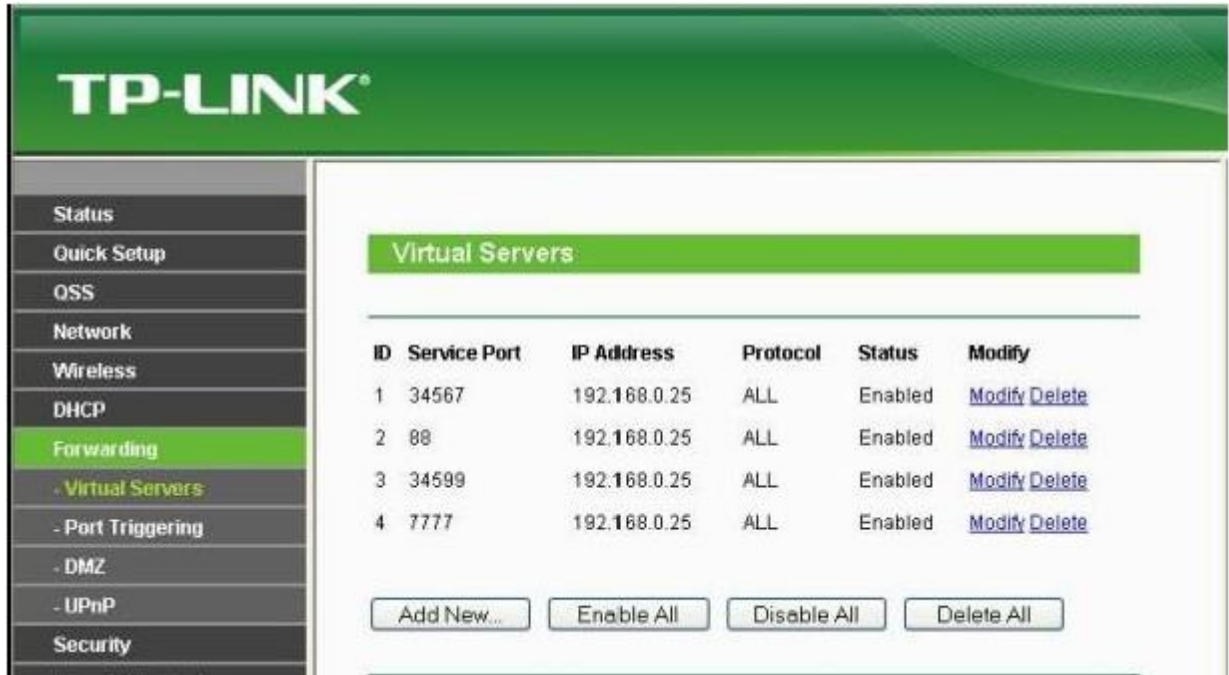 TP-LINK®
Status
Quick Setup
QSS
Network
Wireless
DHCP
Forwarding
- Virtual Servers
- Port Triggering
- DMZ
- UPnP
Security
Virtual Servers
ID Service Port IP Address Protocol Status Modify
1 34567 192.168.0.25 ALL Enabled Modify Delete
2 88 192.168.0.25 ALL Enabled Modify Delete
3 34599 192.168.0.25 ALL Enabled Modify Delete
4 7777 192.168.0.25 ALL Enabled Modify Delete
Add New... Enable All Disable All Delete All